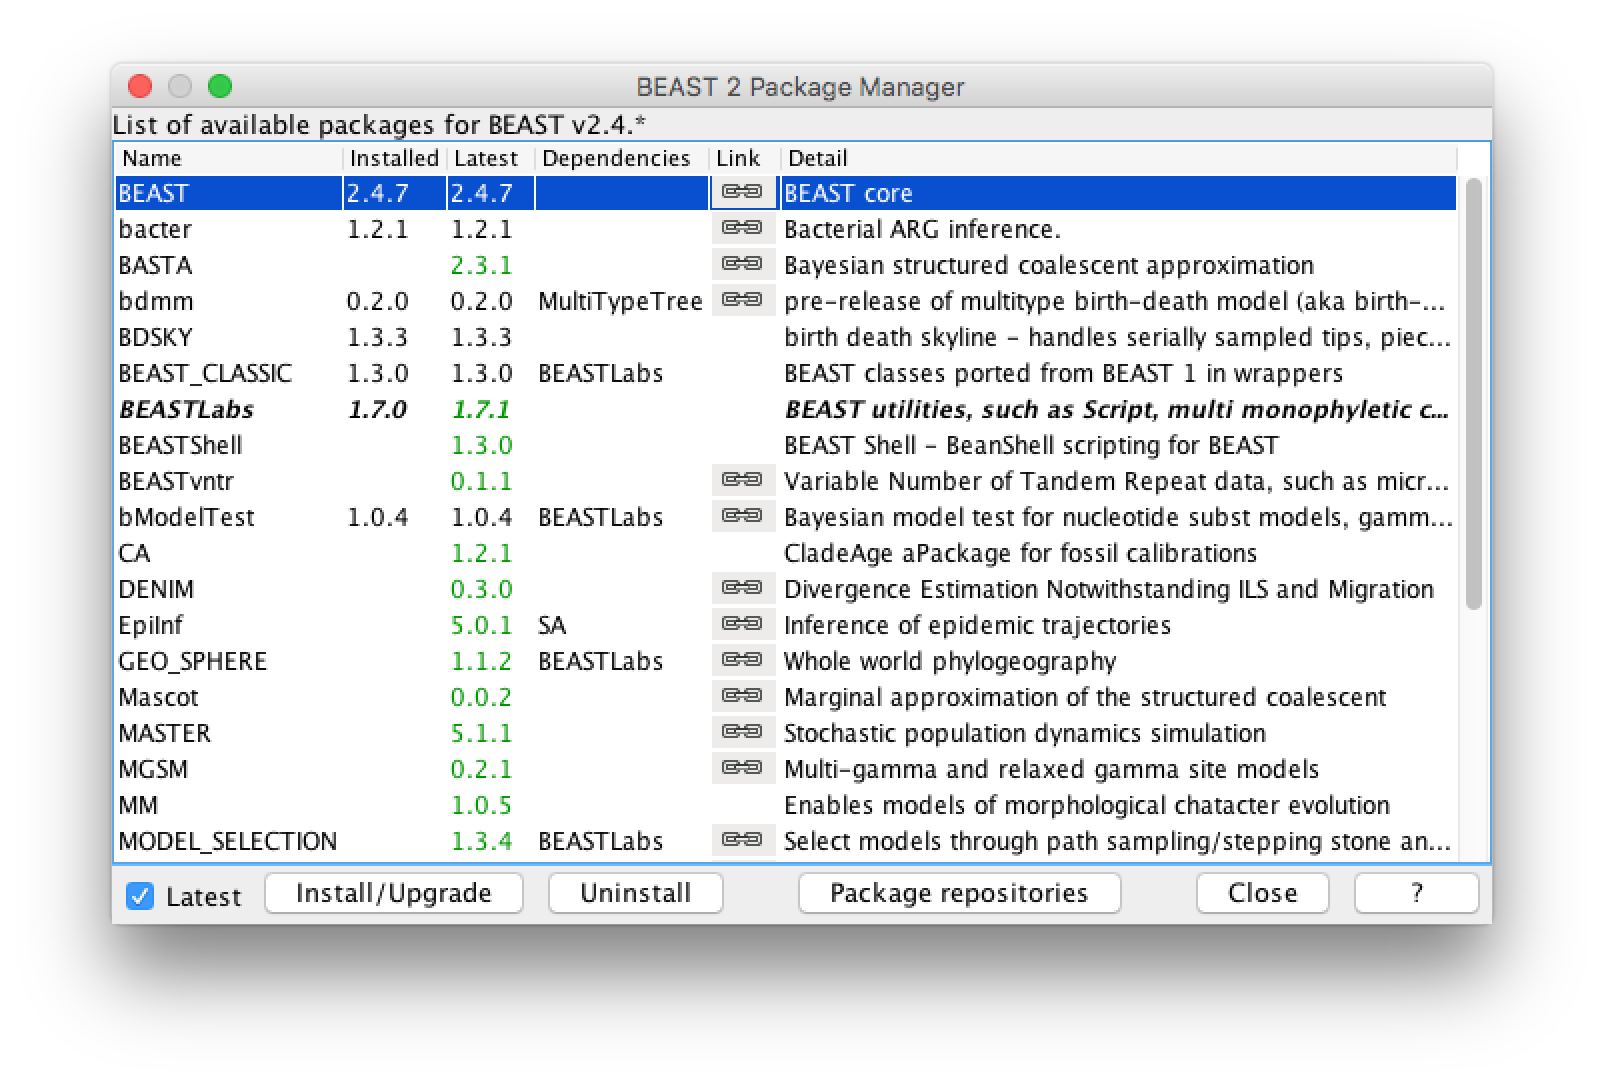 BEAST 2 Package Manager
List of available packages for BEAST v2.4.*
Name Installed Latest Dependencies Link Detail
BEAST 2.4.7 2.4.7 BEAST core
bacter 1.2.1 1.2.1 Bacterial ARG inference.
BASTA 2.3.1 Bayesian structured coalescent approximation
bdmm 0.2.0 0.2.0 MultiTypeTree pre-release of multitype birth-death model (aka birth-...
BDSKY 1.3.3 1.3.3 birth death skyline - handles serially sampled tips, piec...
BEAST_CLASSIC 1.3.0 1.3.0 BEASTLabs BEAST classes ported from BEAST 1 in wrappers
BEASTLabs 1.7.0 1.7.1 BEAST utilities, such as Script, multi monophyletic c...
BEASTShell 1.3.0 BEAST Shell - BeanShell scripting for BEAST
BEASTvntr 0.1.1 Variable Number of Tandem Repeat data, such as micr...
bModelTest 1.0.4 1.0.4 BEASTLabs Bayesian model test for nucleotide subst models, gamm...
CA 1.2.1 CladeAge aPackage for fossil calibrations
DENIM 0.3.0 Divergence Estimation Notwithstanding ILS and Migration
EpiInf 5.0.1 SA Inference of epidemic trajectories
GEO_SPHERE 1.1.2 BEASTLabs Whole world phylogeography
Mascot 0.0.2 Marginal approximation of the structured coalescent
MASTER 5.1.1 Stochastic population dynamics simulation
MGSM 0.2.1 Multi-gamma and relaxed gamma site models
MM 1.0.5 Enables models of morphological chatacter evolution
MODEL_SELECTION 1.3.4 BEASTLabs Select models through path sampling/stepping stone an...
Latest Install/Upgrade Uninstall Package repositories Close ?